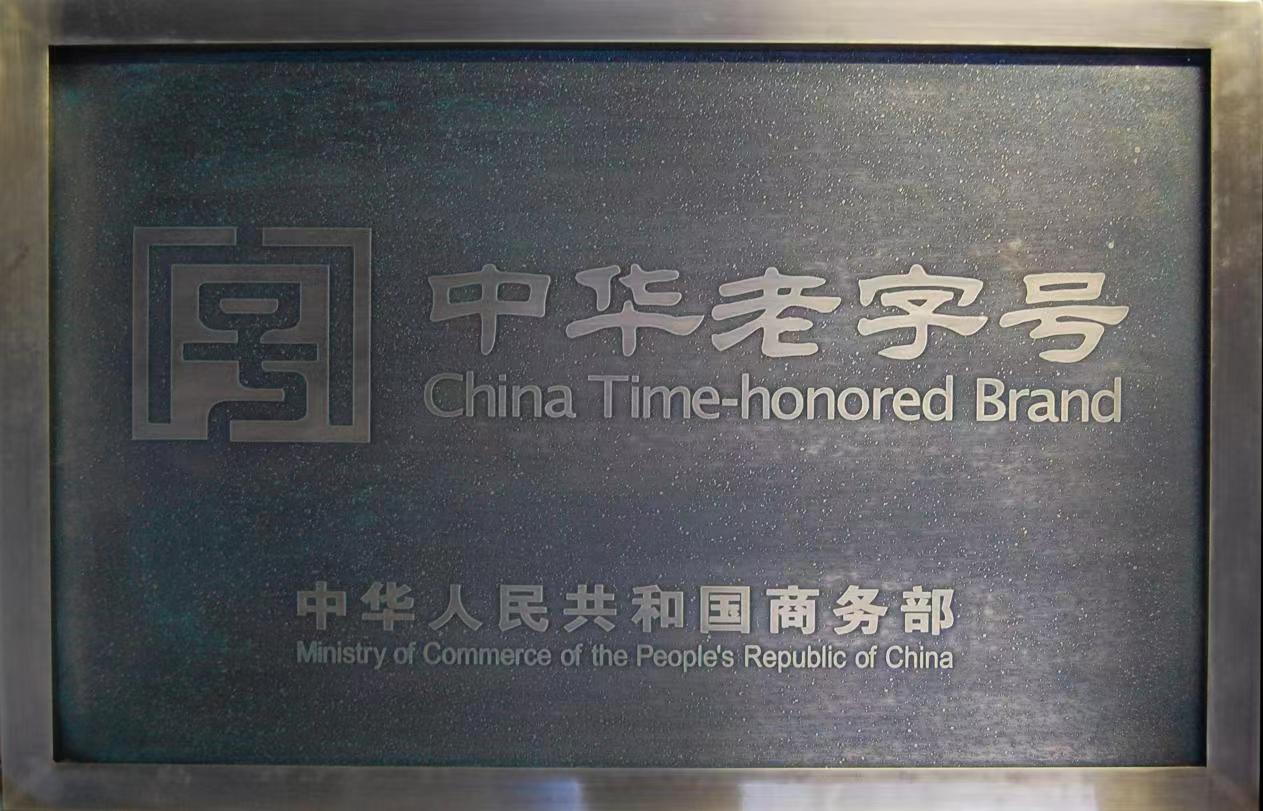 中华老字号
China Time-honored Brand
中华人民共和国商务部
Ministry of Commerce of the People's Republic of China